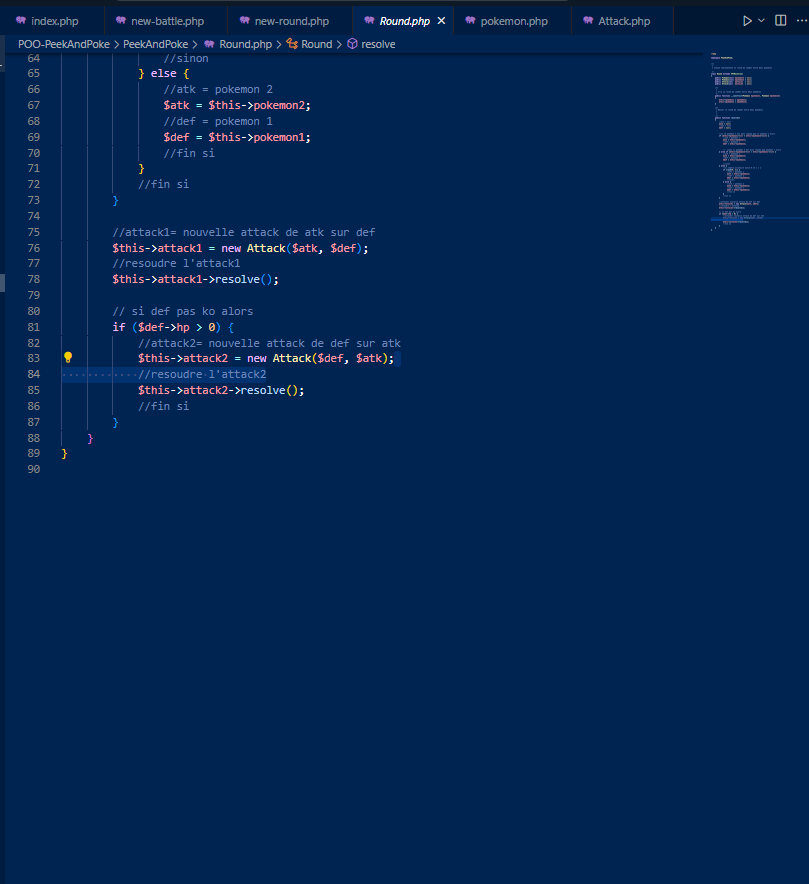 index.php new-battle.php new-round.php Round.php pokemon.php Attack.php
POO-PeekAndPoke > PeekAndPoke > Round.php > Round > resolve
64 //sinon
65 } else {
66 //atk = pokemon 2
67 $atk = $this->pokemon2;
68 //def = pokemon 1
69 $def = $this->pokemon1;
70 //fin si
71 }
72 //fin si
73 }
74
75 //attack1= nouvelle attack de atk sur def
76 $this->attack1 = new Attack($atk, $def);
77 //resoudre l'attack1
78 $this->attack1->resolve();
79
80 // si def pas ko alors
81 if ($def->hp > 0) {
82 //attack2= nouvelle attack de def sur atk
83 $this->attack2 = new Attack($def, $atk);
84 //resoudre l'attack2
85 $this->attack2->resolve();
86 //fin si
87 }
88 }
89 }
90